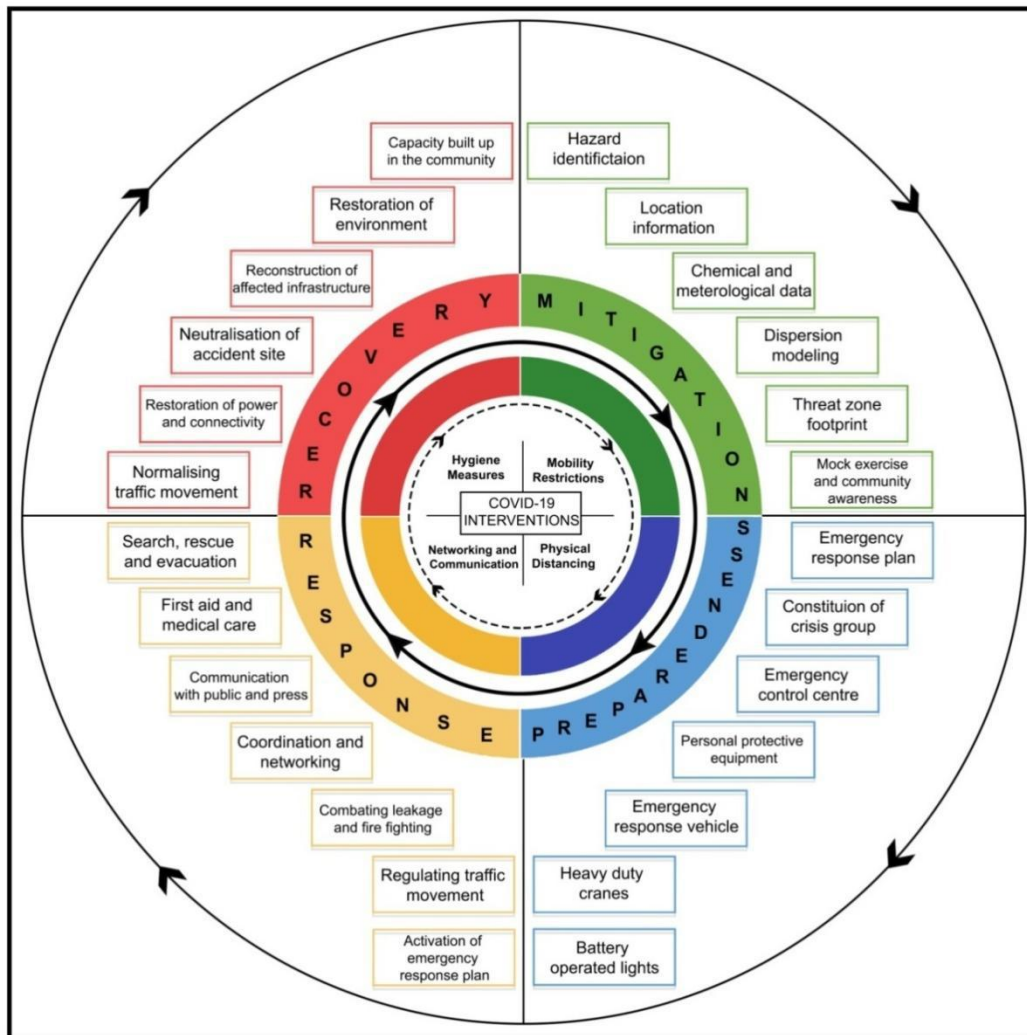 Capacity built up
in the community
Restoration of
environment
Reconstruction of
affected infrastructure
Neutralisation of
accident site
Restoration of power
and connectivity
Normalising
traffic movement
Hazard
identifictaion
Location
information
Chemical and
meterological data
Dispersion
modeling
Threat zone
footprint
Mock exercise
and community
awareness
RECOVERY
MITIGATION
Hygiene
Measures
Mobility
Restrictions
COVID-19
INTERVENTIONS
Networking and
Communication
Physical
Distancing
RESPONSE
PREPAREDNESS
Search, rescue
and evacuation
First aid and
medical care
Communication
with public and press
Coordination and
networking
Combating leakage
and fire fighting
Regulating traffic
movement
Activation of
emergency
response plan
Emergency
response plan
Constituion of
crisis group
Emergency
control centre
Personal protective
equipment
Emergency
response vehicle
Heavy duty
cranes
Battery
operated lights